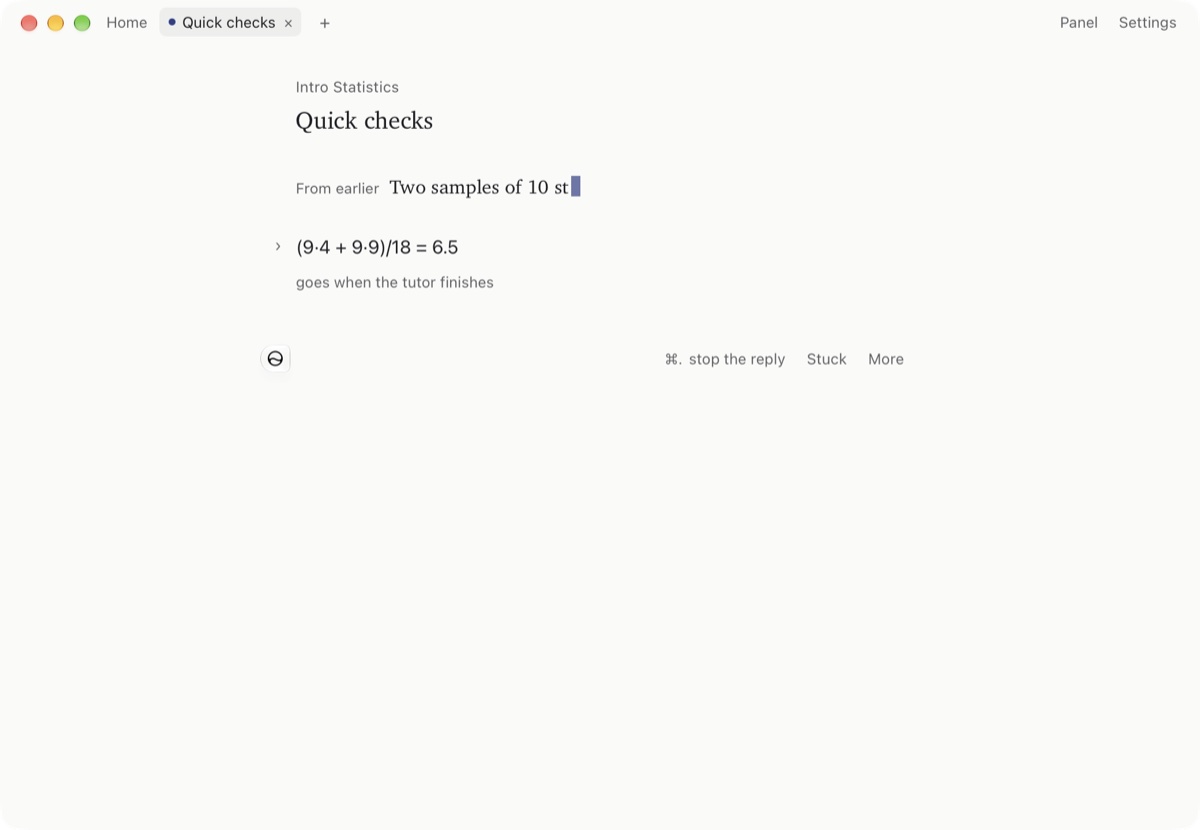 Home Quick checks × + Panel Settings
Intro Statistics
Quick checks
From earlier Two samples of 10 st
› (9·4 + 9·9)/18 = 6.5
goes when the tutor finishes
⌘. stop the reply Stuck More